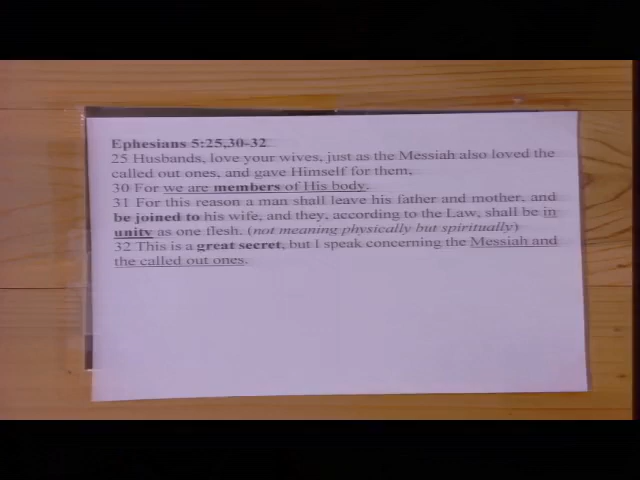 Ephesians 5:25,30-32
25 Husbands, love your wives, just as the Messiah also loved the
called out ones, and gave Himself for them,
30 For we are members of His body.
31 For this reason a man shall leave his father and mother, and
be joined to his wife, and they, according to the Law, shall be in
unity as one flesh. (not meaning physically but spiritually)
32 This is a great secret, but I speak concerning the Messiah and
the called out ones.